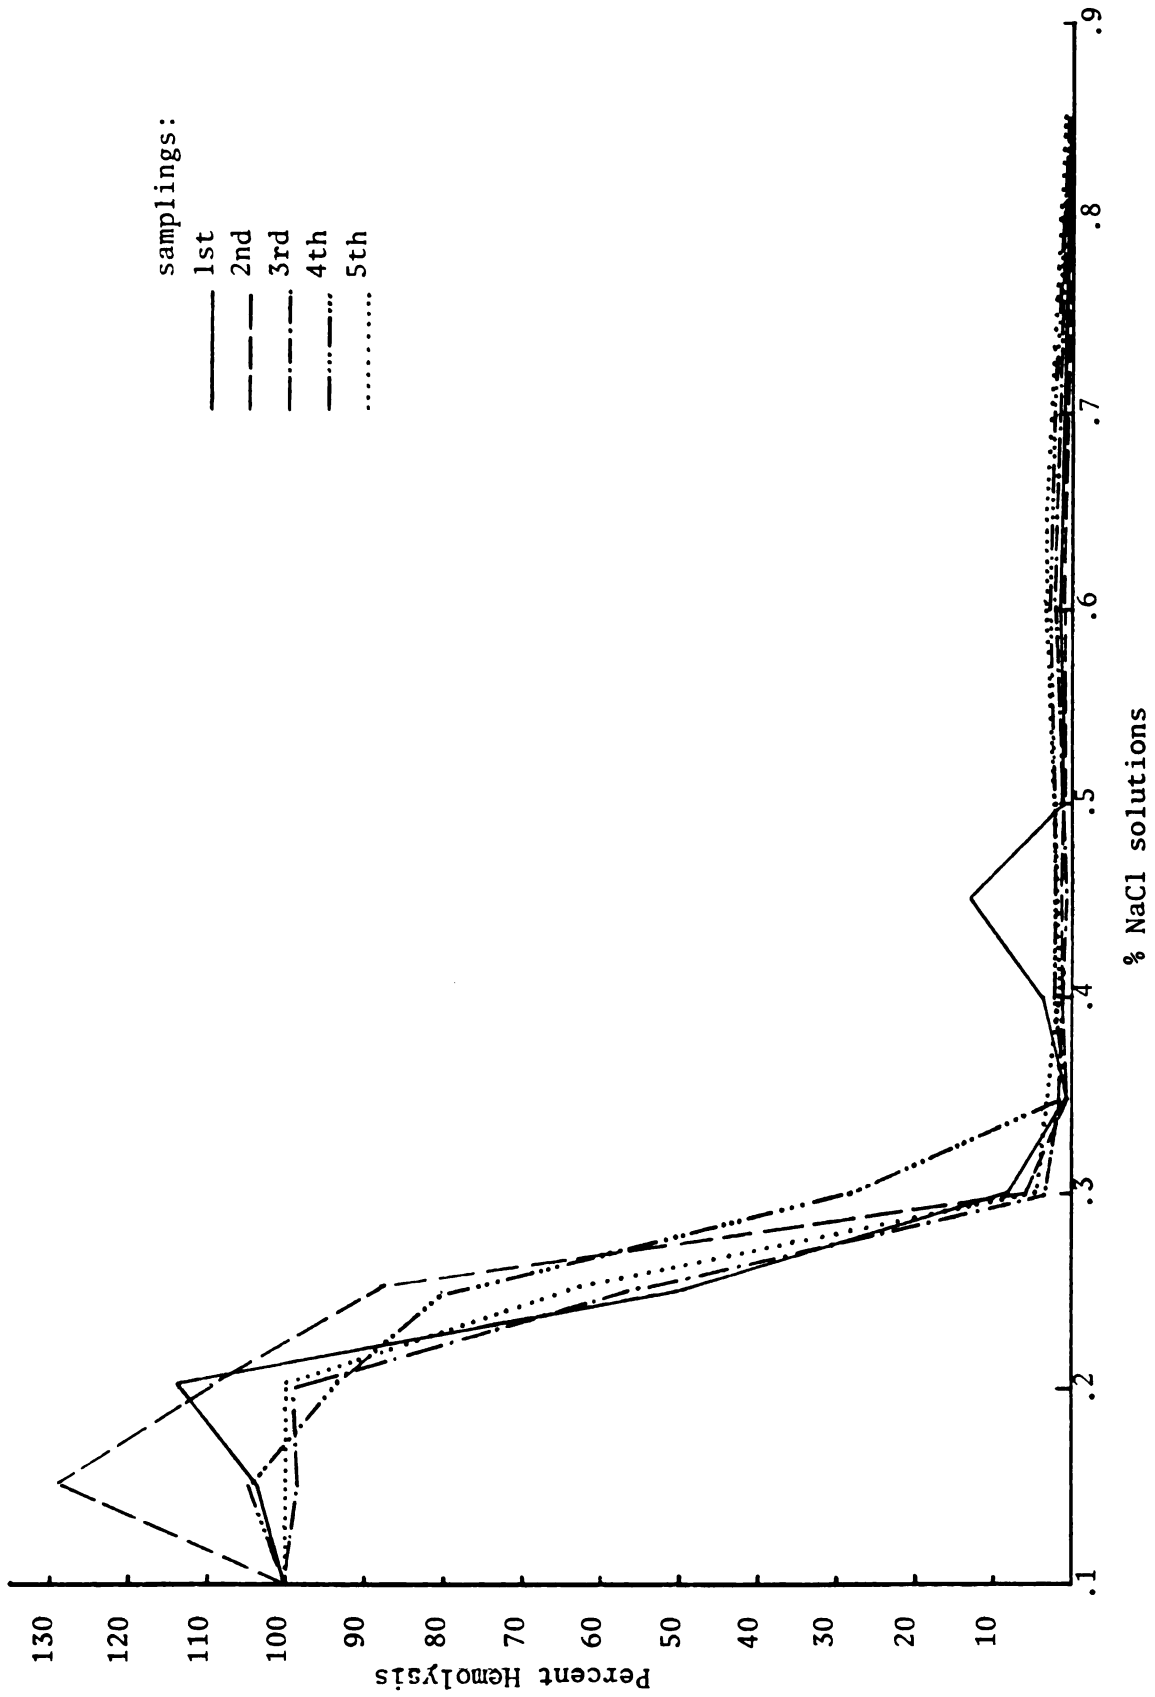 130
120
110
100
90
80
70
60
50
40
30
20
10
Percent Hemolysis
samplings:
1st
2nd
3rd
4th
5th
.1
.2
.3
.4
.5
.6
.7
.8
.9
% NaCl solutions